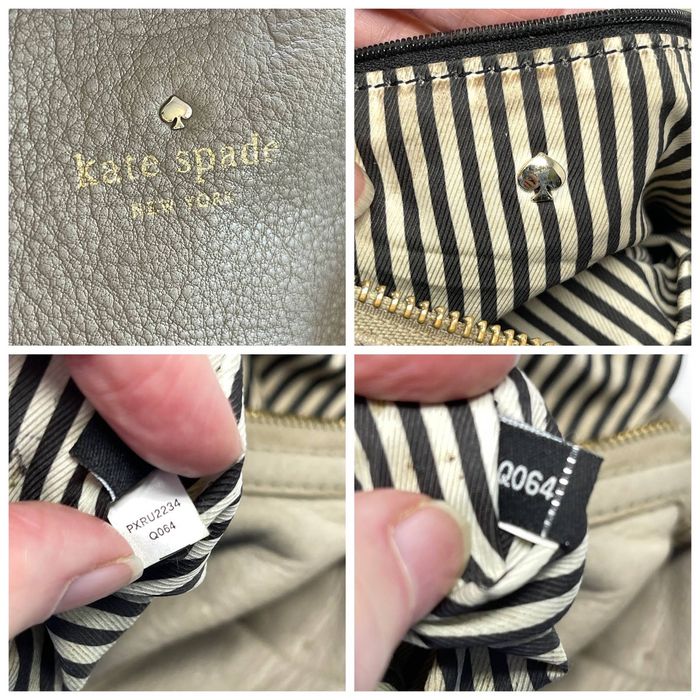 kate spade
NEW YORK
PXRU2234
Q064
Q064